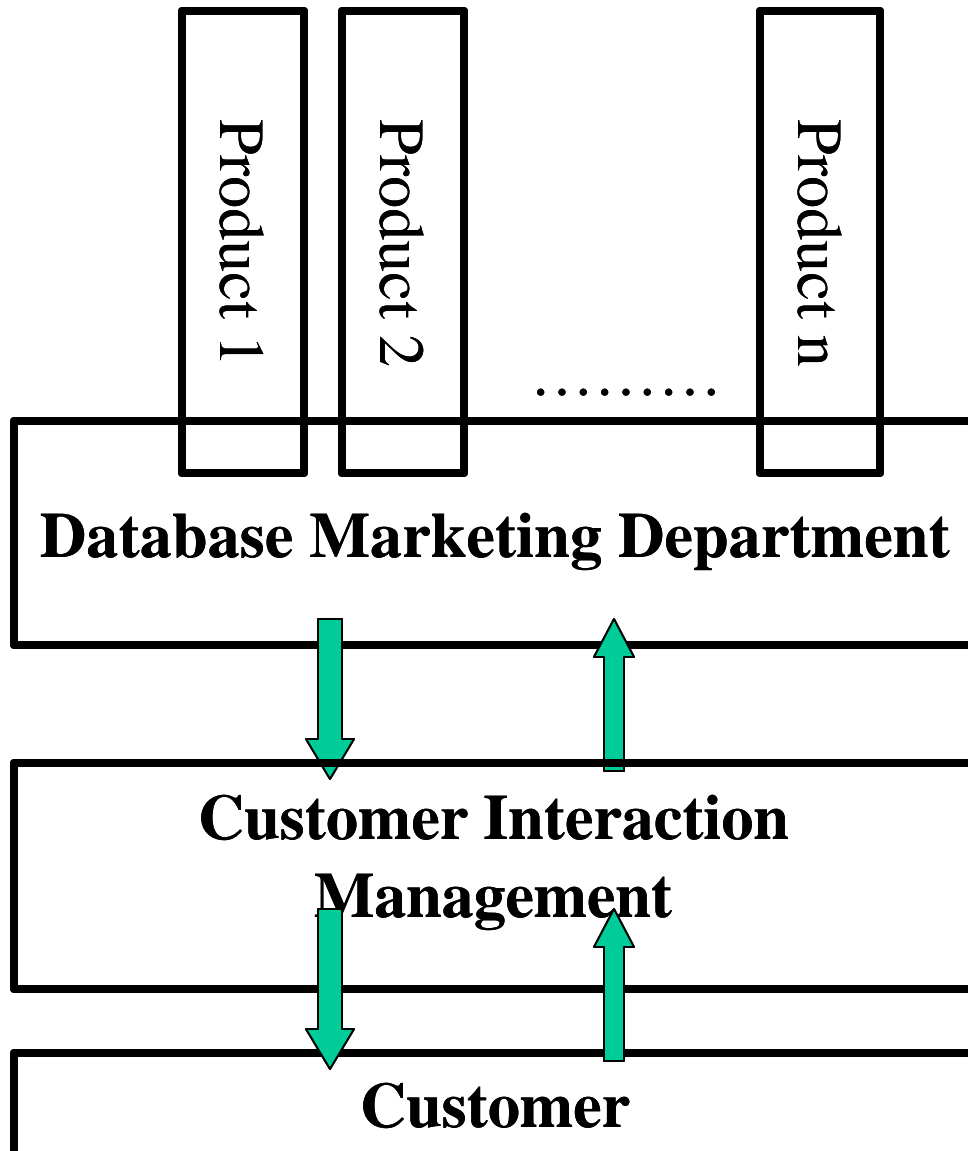 Product 1
Product 2
Product n
.........
Database Marketing Department
Customer Interaction
Management
Customer